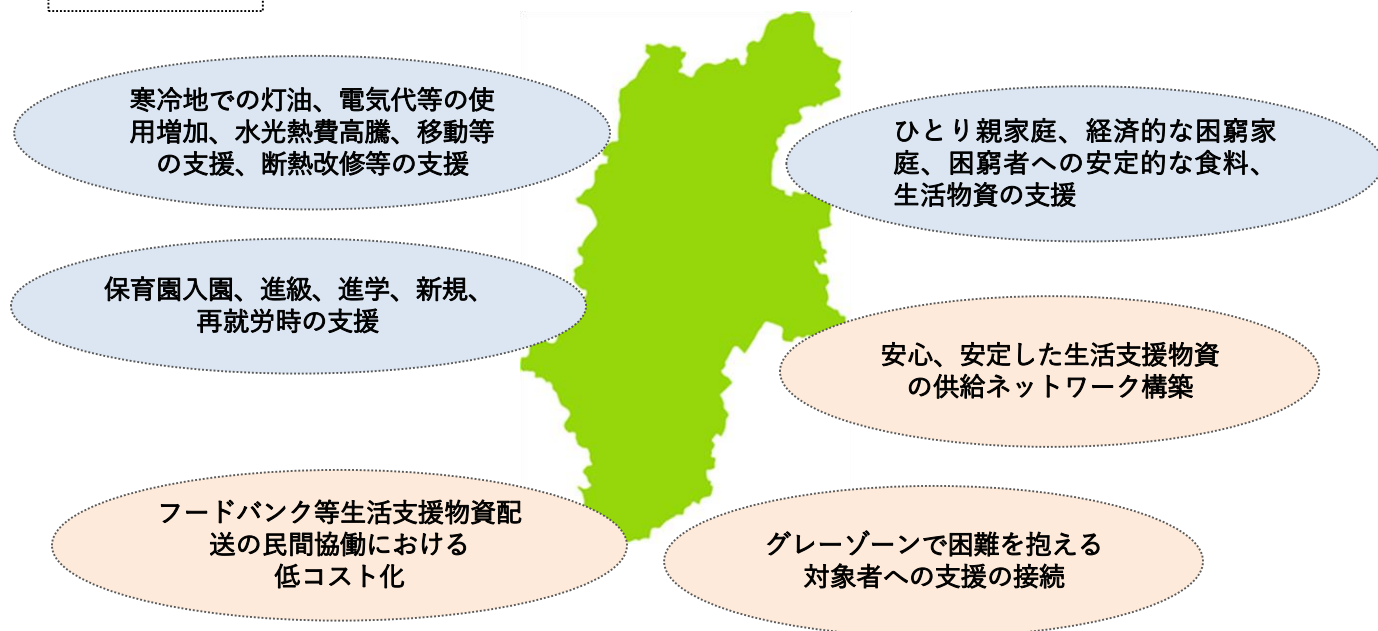 寒冷地での灯油、電気代等の使
用増加、水光熱費高騰、移動等
の支援、断熱改修等の支援
ひとり親家庭、経済的な困窮家
庭、困窮者への安定的な食料、
生活物資の支援
保育園入園、進級、進学、新規、
再就労時の支援
安心、安定した生活支援物資
の供給ネットワーク構築
フードバンク等生活支援物資配
送の民間協働における
低コスト化
グレーゾーンで困難を抱える
対象者への支援の接続